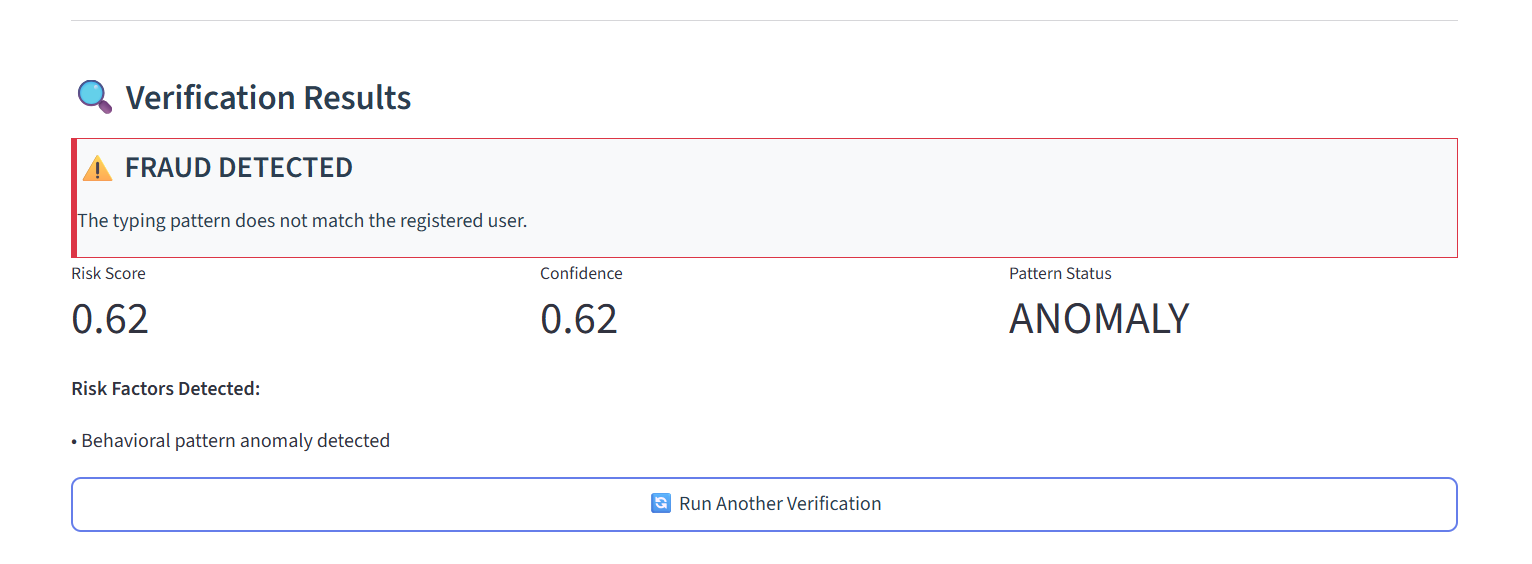 Verification Results
FRAUD DETECTED
The typing pattern does not match the registered user.
Risk Score
Confidence
Pattern Status
0.62
0.62
ANOMALY
Risk Factors Detected:
• Behavioral pattern anomaly detected
Run Another Verification